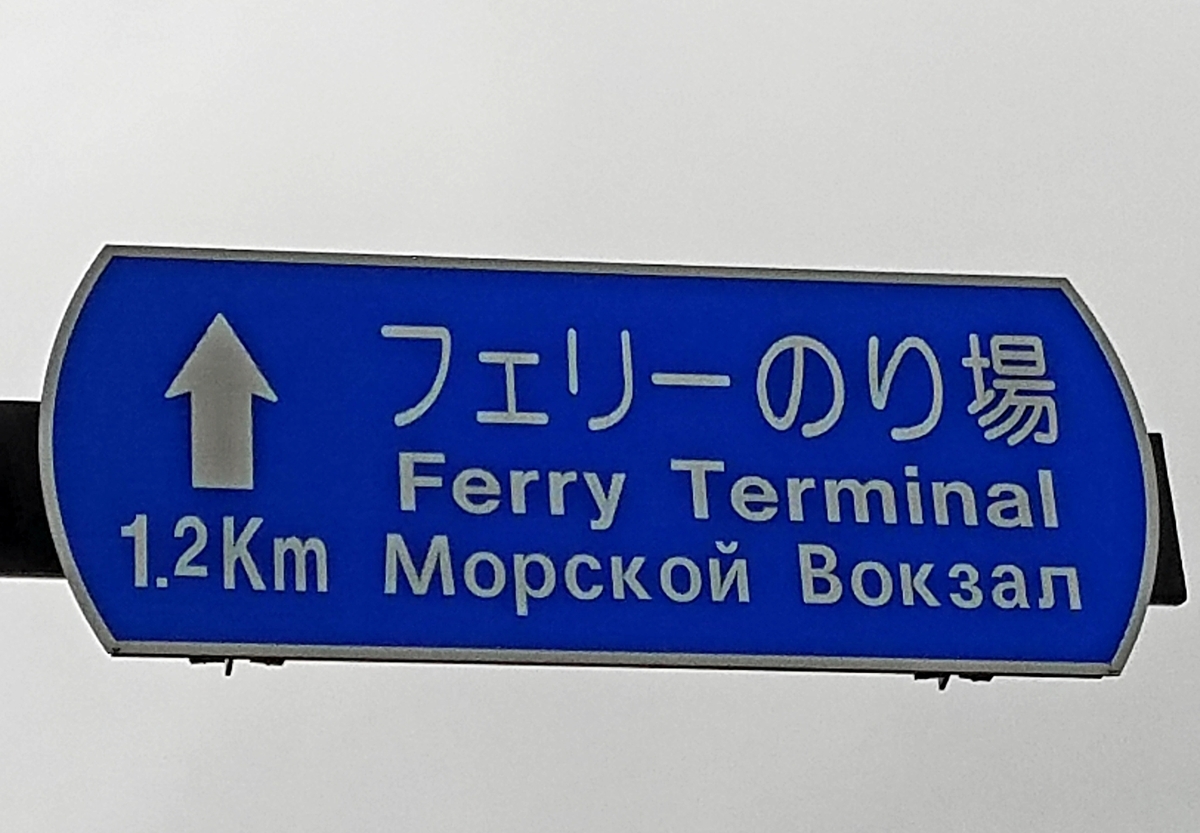 フェリーのり場
Ferry Terminal
Морской Вокзал
1.2Km